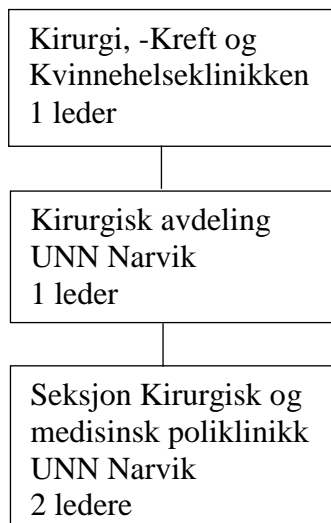 Kirurgi, -Kreft og
Kvinnehelseklinikken
1 leder
Kirurgisk avdeling
UNN Narvik
1 leder
Seksjon Kirurgisk og
medisinsk poliklinikk
UNN Narvik
2 ledere